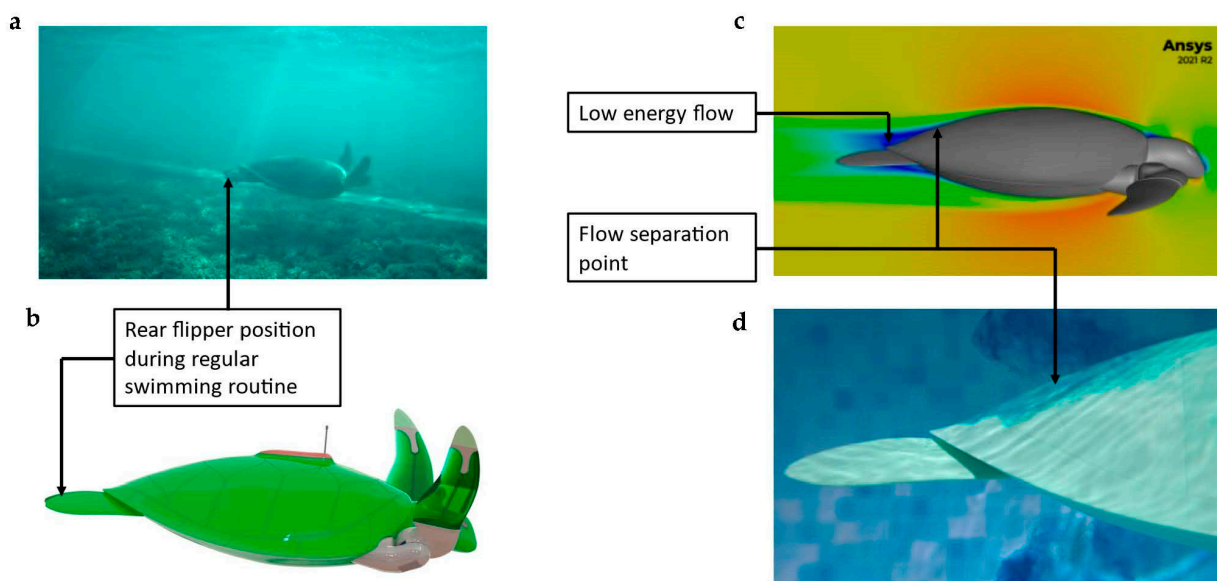 a
c
Ansys
2021 R2
Low energy flow
Flow separation
point
b
Rear flipper position
during regular
swimming routine
d